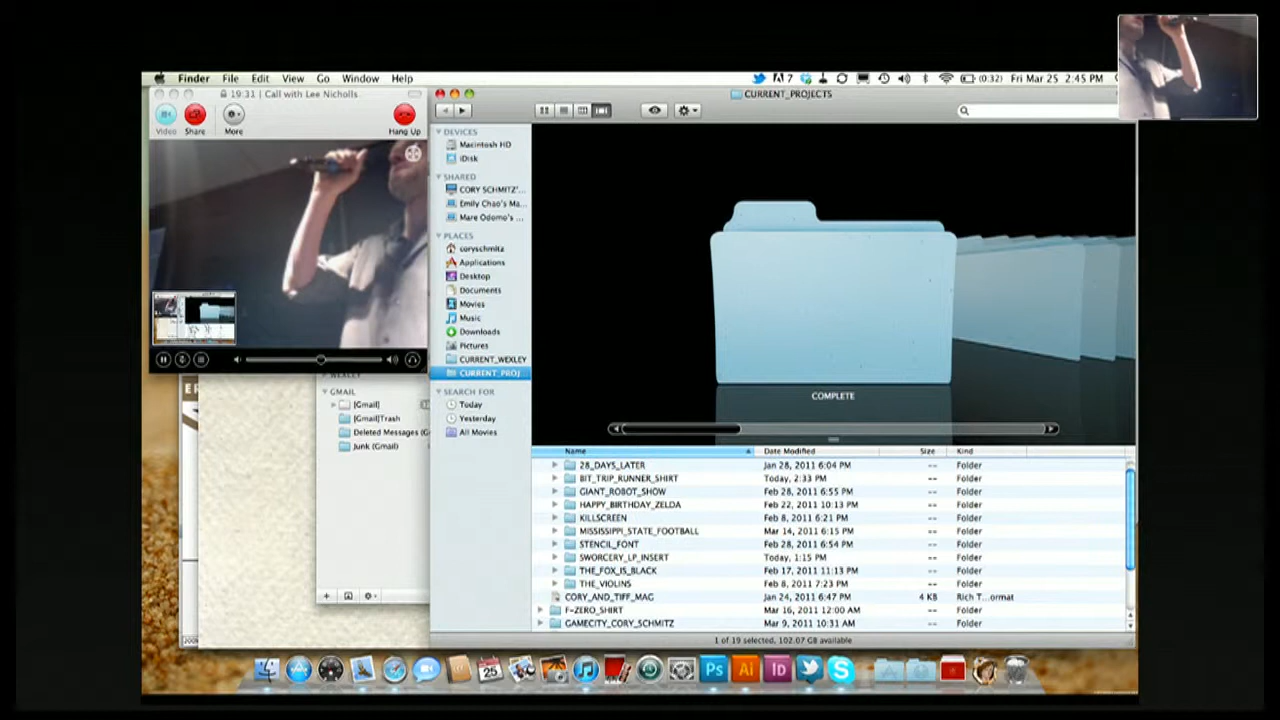 Finder File Edit View Go Window Help
7 (0:32) Fri Mar 25 2:45 PM
19:31 | Call with Lee Nicholls
CURRENT_PROJECTS
Video Share More Hang Up
DEVICES
Macintosh HD
iDisk
SHARED
CORY SCHMITZ'...
Emily Chao's Ma...
Mare Odomo's ...
PLACES
coryschmitz
Applications
Desktop
Documents
Movies
Music
Downloads
Pictures
CURRENT_WEXLEY
CURRENT_PROJ
SEARCH FOR
Today
Yesterday
All Movies
GMAIL
[Gmail]
[Gmail]Trash
Deleted Messages (G
Junk (Gmail)
COMPLETE
Name Date Modified Size Kind
28_DAYS_LATER Jan 28, 2011 6:04 PM -- Folder
BIT_TRIP_RUNNER_SHIRT Today, 2:33 PM -- Folder
GIANT_ROBOT_SHOW Feb 28, 2011 6:55 PM -- Folder
HAPPY_BIRTHDAY_ZELDA Feb 22, 2011 10:13 PM -- Folder
KILLSCREEN Feb 8, 2011 6:21 PM -- Folder
MISSISSIPPI_STATE_FOOTBALL Mar 14, 2011 6:15 PM -- Folder
STENCIL_FONT Feb 28, 2011 6:54 PM -- Folder
SWORCERY_LP_INSERT Today, 1:15 PM -- Folder
THE_FOX_IS_BLACK Feb 17, 2011 11:13 PM -- Folder
THE_VIOLINS Feb 8, 2011 7:23 PM -- Folder
CORY_AND_TIFF_MAG Jan 24, 2011 6:47 PM 4 KB Rich T...ormat
F-ZERO_SHIRT Mar 16, 2011 12:00 AM -- Folder
GAMECITY_CORY_SCHMITZ Mar 9, 2011 10:31 AM -- Folder
1 of 19 selected, 102.07 GB available
25
Ps Ai Id